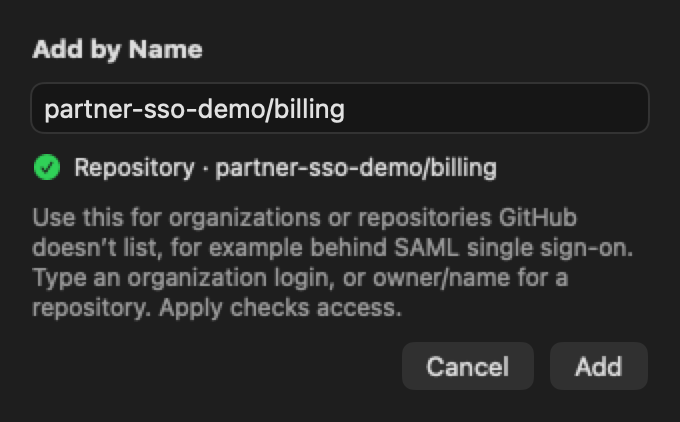 Add by Name
partner-sso-demo/billing
Repository · partner-sso-demo/billing
Use this for organizations or repositories GitHub
doesn’t list, for example behind SAML single sign-on.
Type an organization login, or owner/name for a
repository. Apply checks access.
Cancel
Add